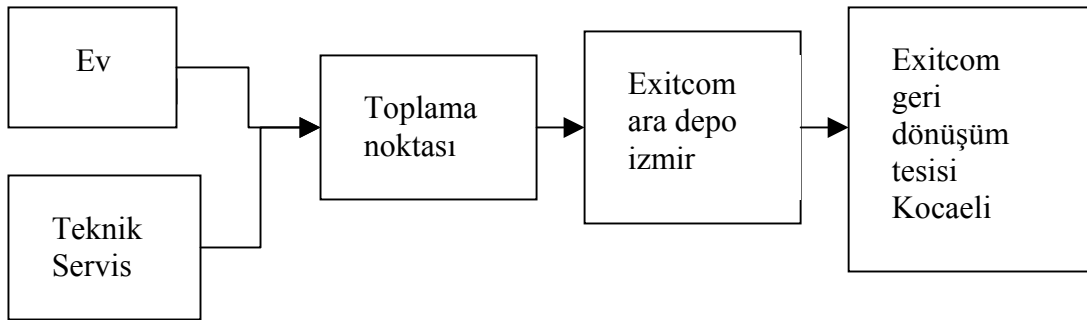 Ev
Teknik
Servis
Toplama
noktası
Exitcom
ara depo
izmir
Exitcom
geri
dönüşüm
tesisi
Kocaeli